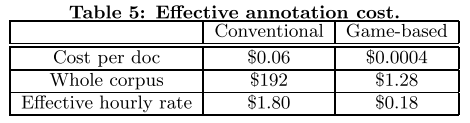 Table 5: Effective annotation cost.
Conventional Game-based
Cost per doc $0.06 $0.0004
Whole corpus $192 $1.28
Effective hourly rate $1.80 $0.18